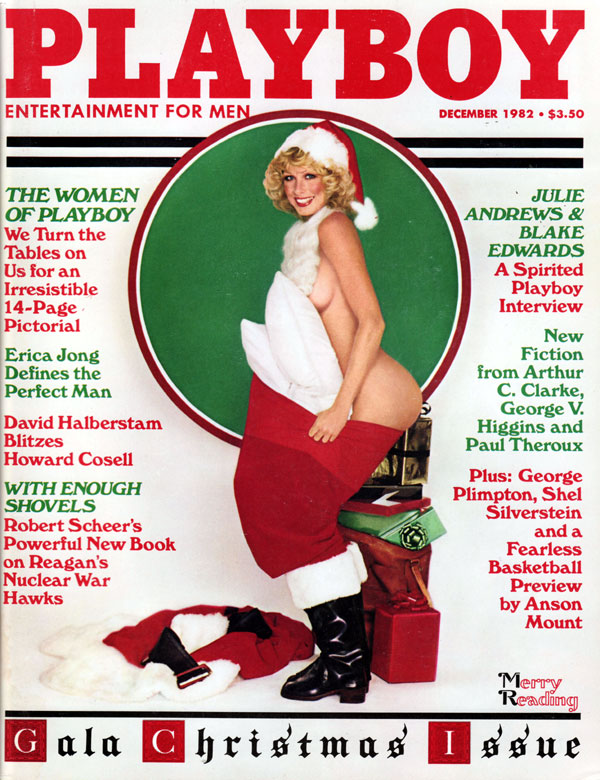 PLAYBOY
ENTERTAINMENT FOR MEN
DECEMBER 1982 • $3.50
THE WOMEN
OF PLAYBOY
We Turn the
Tables on
Us for an
Irresistible
14-Page
Pictorial
Erica Jong
Defines the
Perfect Man
David Halberstam
Blitzes
Howard Cosell
WITH ENOUGH
SHOVELS
Robert Scheer's
Powerful New Book
on Reagan's
Nuclear War
Hawks
JULIE
ANDREWS &
BLAKE
EDWARDS
A Spirited
Playboy
Interview
New
Fiction
from Arthur
C. Clarke,
George V.
Higgins and
Paul Theroux
Plus: George
Plimpton, Shel
Silverstein
and a
Fearless
Basketball
Preview
by Anson
Mount
Merry
Reading
Gala Christmas Issue